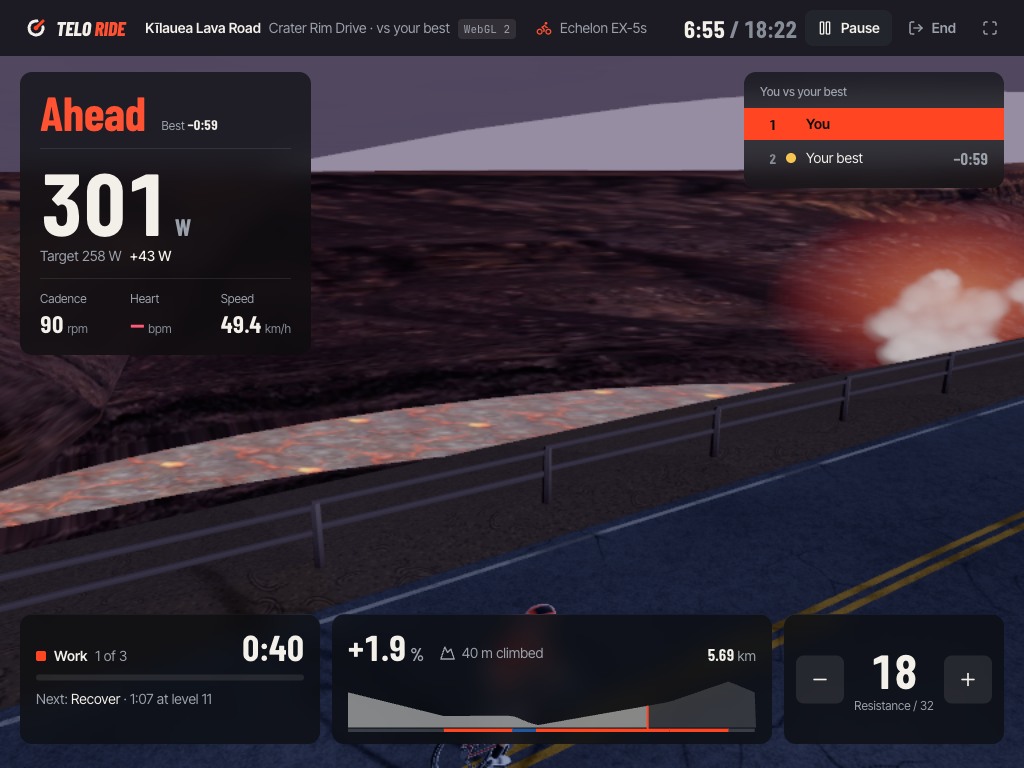 TELO RIDE Kīlauea Lava Road Crater Rim Drive · vs your best WebGL 2 Echelon EX-5s 6:55 / 18:22 Pause End
Ahead Best −0:59
301 W
Target 258 W +43 W
Cadence Heart Speed
90 rpm — bpm 49.4 km/h
You vs your best
1 You
2 Your best −0:59
Work 1 of 3 0:40
Next: Recover · 1:07 at level 11
+1.9 % 40 m climbed 5.69 km
− 18 +
Resistance / 32